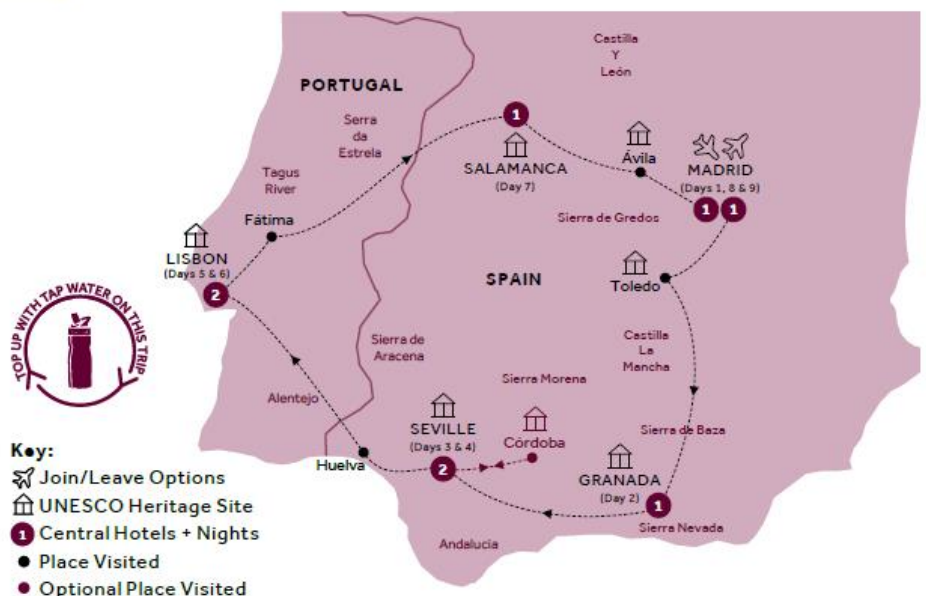 Castilla
Y
León
PORTUGAL
Serra
da
Estrela
1
SALAMANCA
(Day 7)
Ávila
MADRID
(Days 1, 8 & 9)
1 1
Tagus
River
Fátima
Sierra de Gredos
LISBON
(Days 5 & 6)
2
SPAIN
Toledo
TOP UP WITH TAP WATER ON THIS TRIP
Sierra de
Aracena
Castilla
La
Mancha
Sierra Morena
Alentejo
SEVILLE
(Days 3 & 4)
2
Córdoba
Sierra de Baza
Huelva
GRANADA
(Day 2)
1
Sierra Nevada
Andalucia
Key:
Join/Leave Options
UNESCO Heritage Site
1 Central Hotels + Nights
Place Visited
Optional Place Visited